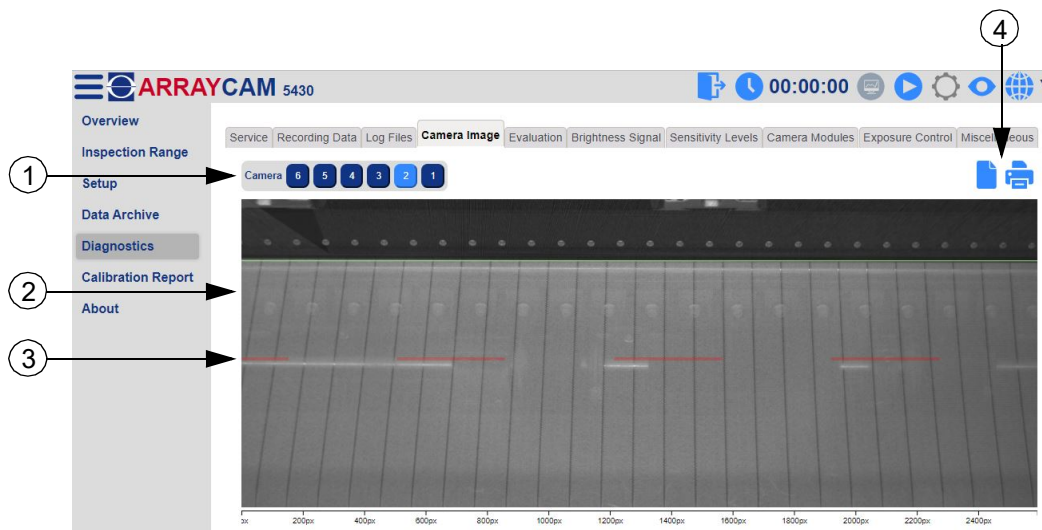 4
ARRAYCAM 5430
00:00:00
Overview
Inspection Range
Setup
Data Archive
Diagnostics
Calibration Report
About
Service Recording Data Log Files Camera Image Evaluation Brightness Signal Sensitivity Levels Camera Modules Exposure Control
1
Camera 6 5 4 3 2 1
2
3
px 200px 400px 600px 800px 1000px 1200px 1400px 1600px 1800px 2000px 2200px 2400px